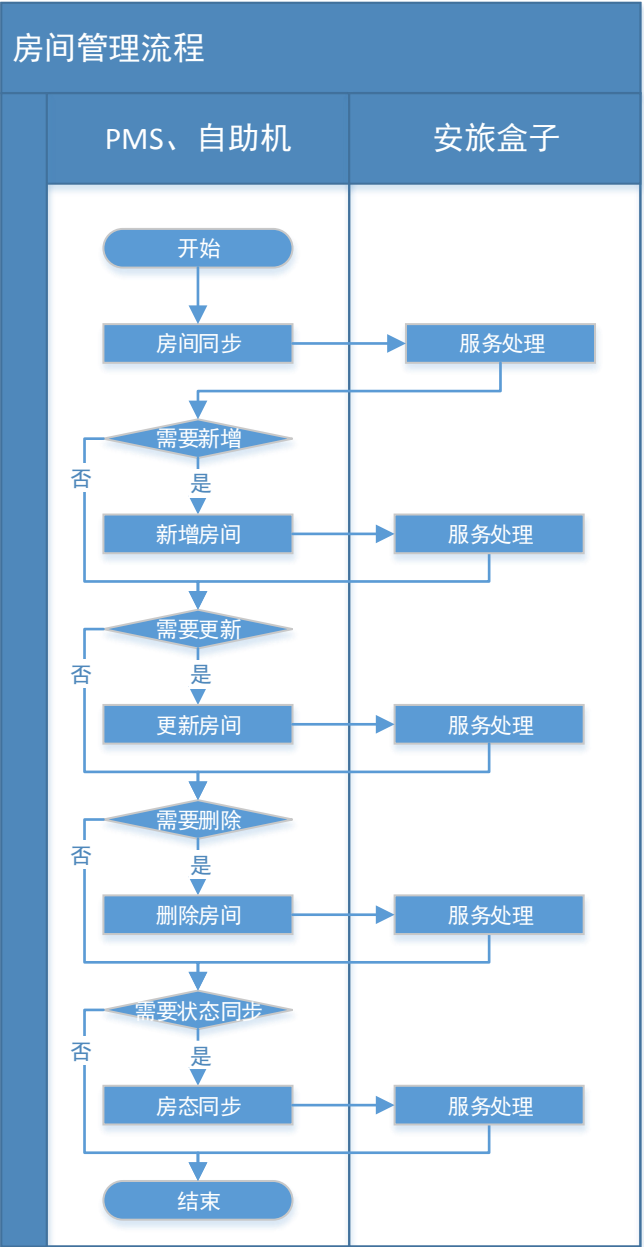 房间管理流程
PMS、自助机
安旅盒子
开始
房间同步
服务处理
需要新增
否
是
新增房间
服务处理
需要更新
否
是
更新房间
服务处理
需要删除
否
是
删除房间
服务处理
需要状态同步
否
是
房态同步
服务处理
结束